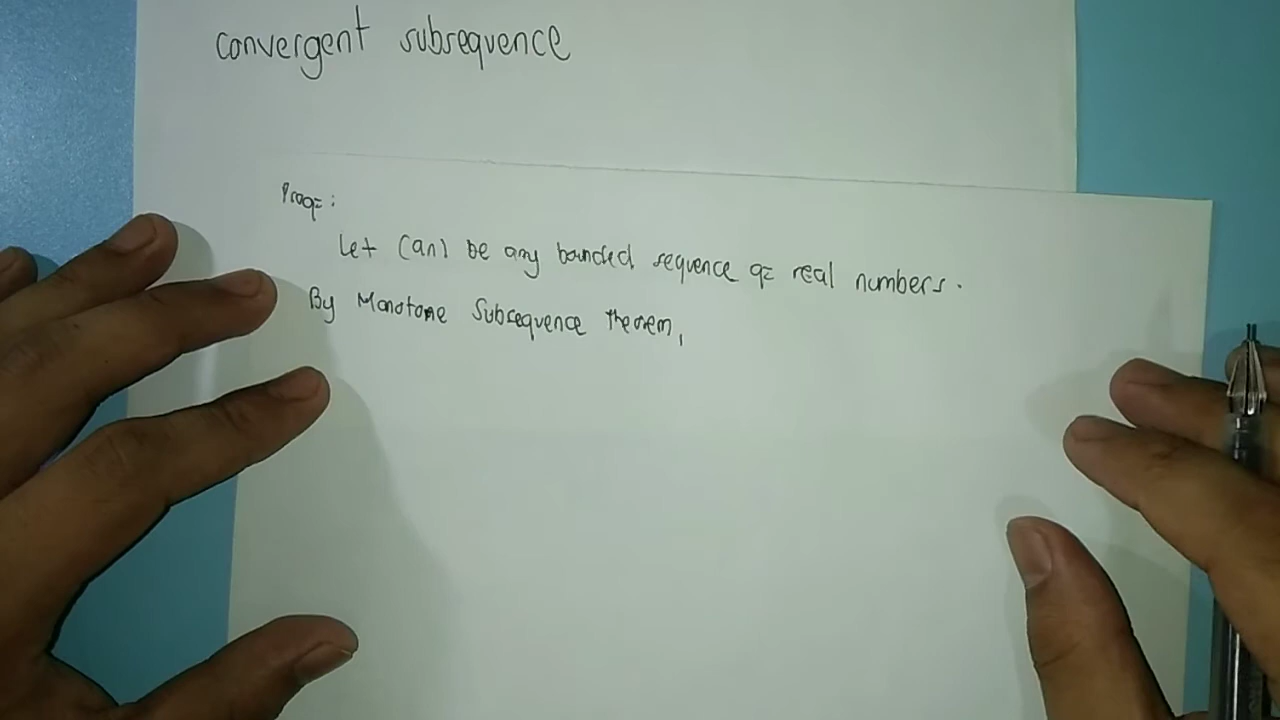 convergent subsequence
Proof:
Let (an) be any bounded sequence of real numbers.
By Monotone Subsequence theorem,